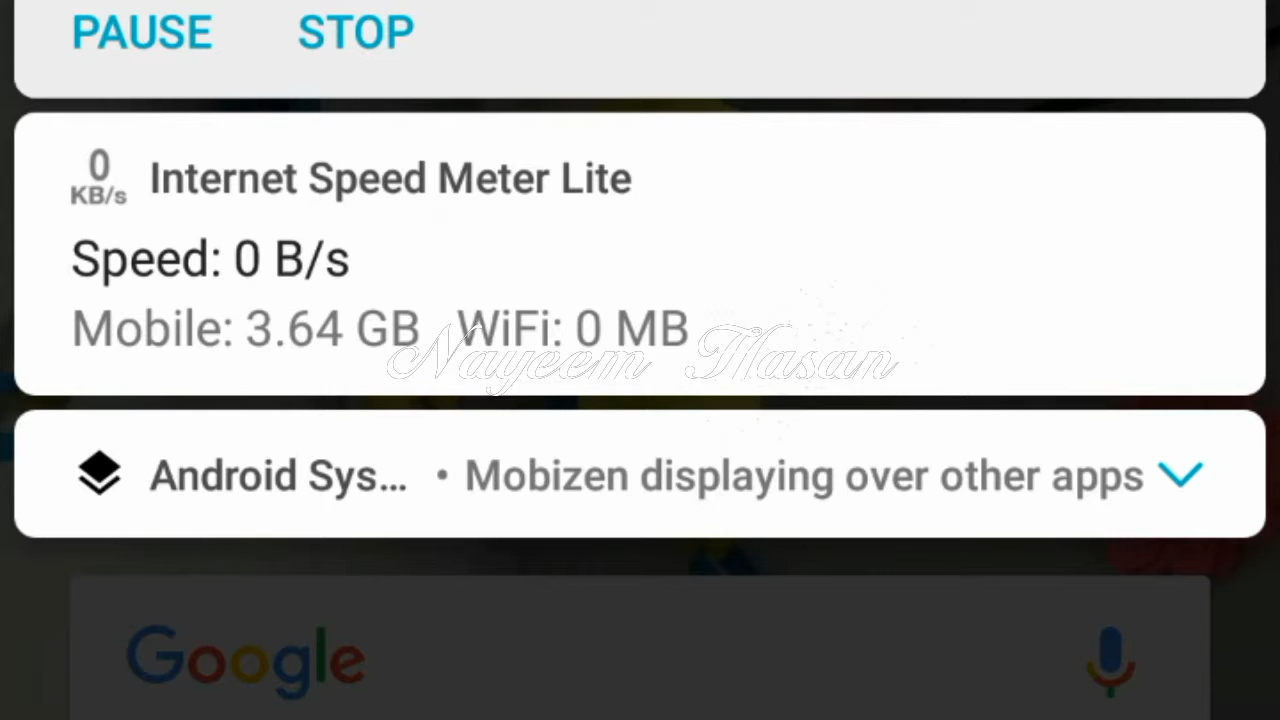 PAUSE STOP
0
KB/s
Internet Speed Meter Lite
Speed: 0 B/s
Mobile: 3.64 GB WiFi: 0 MB
Nayeem Hasan
Android Sys... • Mobizen displaying over other apps
Google